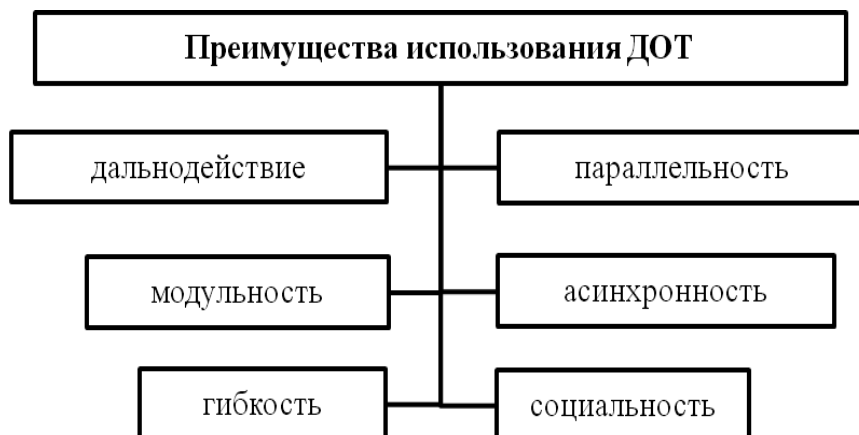 Преимущества использования ДОТ
дальнодействие
параллельность
модульность
асинхронность
гибкость
социальность